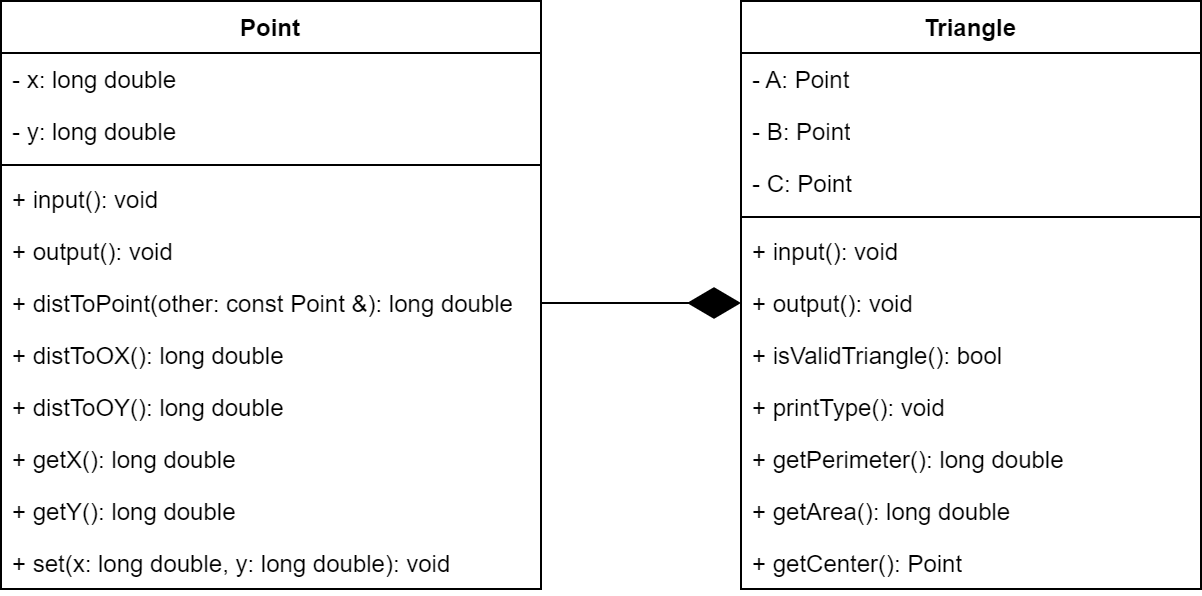 Point
- x: long double
- y: long double
+ input(): void
+ output(): void
+ distToPoint(other: const Point &): long double
+ distToOX(): long double
+ distToOY(): long double
+ getX(): long double
+ getY(): long double
+ set(x: long double, y: long double): void
Triangle
- A: Point
- B: Point
- C: Point
+ input(): void
+ output(): void
+ isValidTriangle(): bool
+ printType(): void
+ getPerimeter(): long double
+ getArea(): long double
+ getCenter(): Point